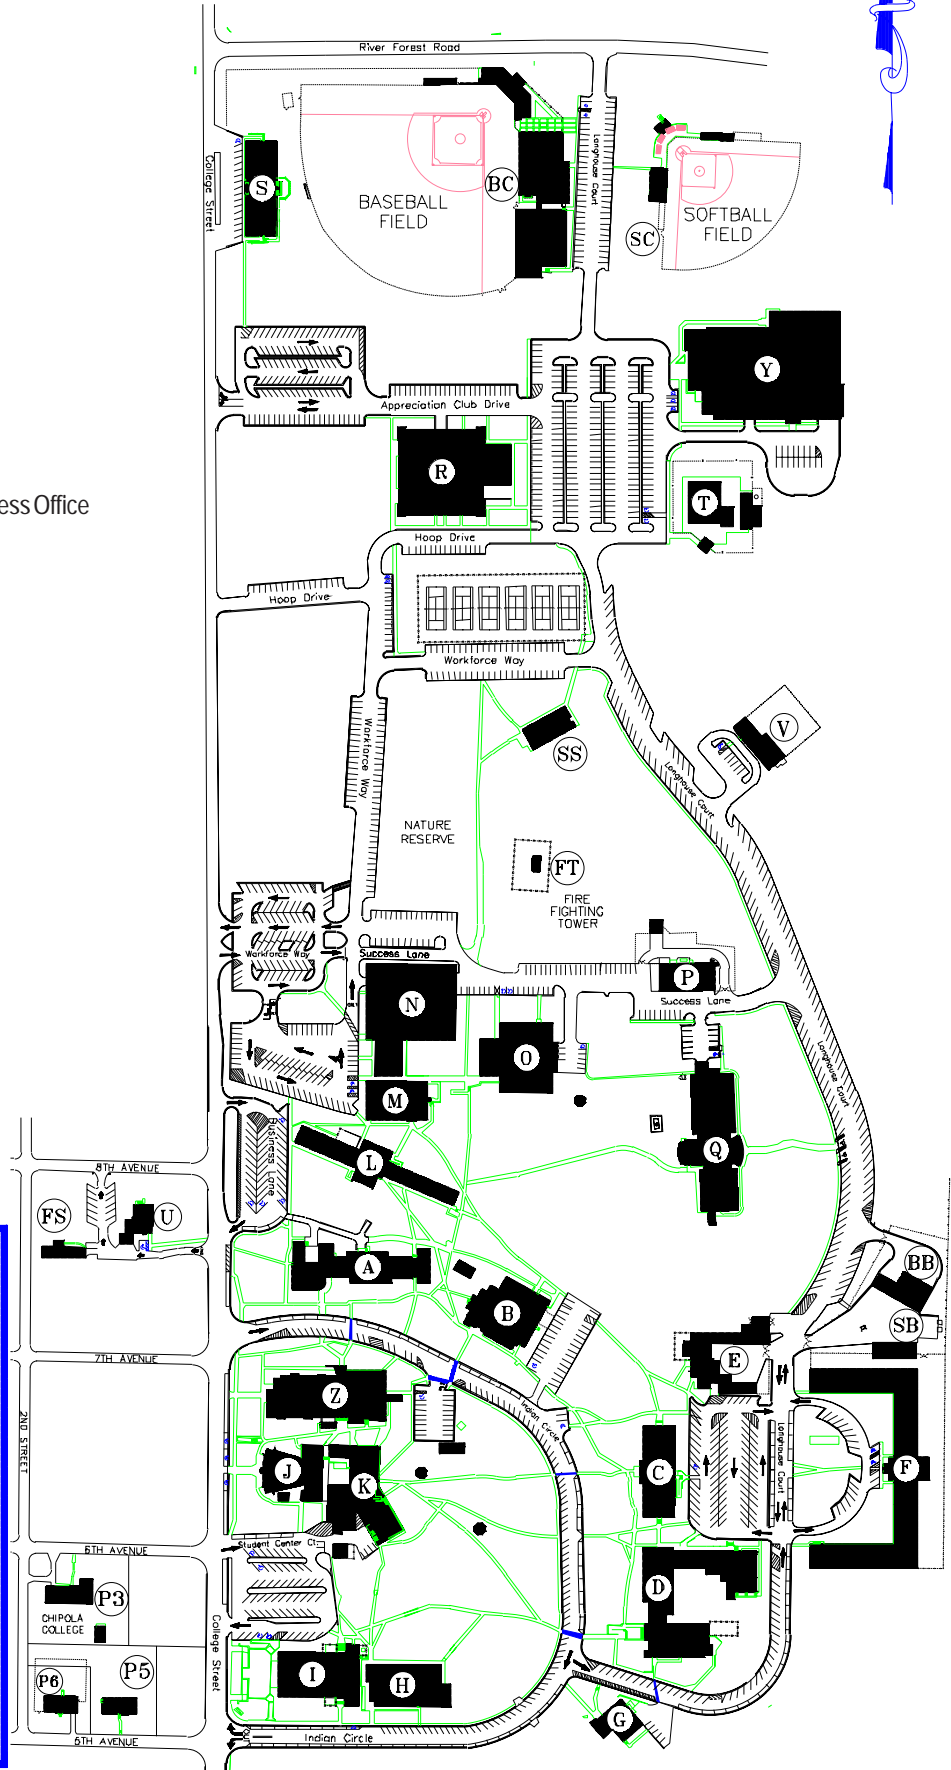 River Forest Road
College Street
S
BASEBALL
FIELD
BC
Longhouse Court
SC
SOFTBALL
FIELD
Y
Appreciation Club Drive
R
T
ess Office
Hoop Drive
Hoop Drive
Workforce Way
SS
V
Workforce Way
Longhouse Court
NATURE
RESERVE
FT
FIRE
FIGHTING
TOWER
Workforce Way
Success Lane
P
Success Lane
N
O
M
Longhouse Court
Business Lane
L
Q
8TH AVENUE
FS
U
A
B
BB
SB
7TH AVENUE
E
Z
Indian Circle
2ND STREET
J
K
C
Longhouse Court
F
6TH AVENUE
Student Center Ct.
P3
CHIPOLA
COLLEGE
D
College Street
P6
P5
I
H
G
5TH AVENUE
Indian Circle